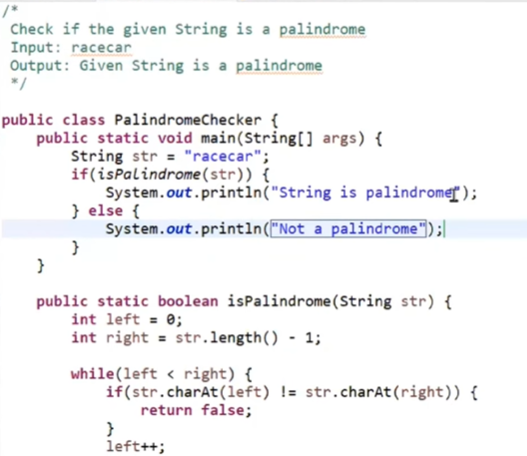 /*
 Check if the given String is a palindrome
 Input: racecar
 Output: Given String is a palindrome
 */
public class PalindromeChecker {
    public static void main(String[] args) {
        String str = "racecar";
        if(isPalindrome(str)) {
            System.out.println("String is palindrome");
        } else {
            System.out.println("Not a palindrome");
        }
    }
    public static boolean isPalindrome(String str) {
        int left = 0;
        int right = str.length() - 1;
        while(left < right) {
            if(str.charAt(left) != str.charAt(right)) {
                return false;
            }
            left++;